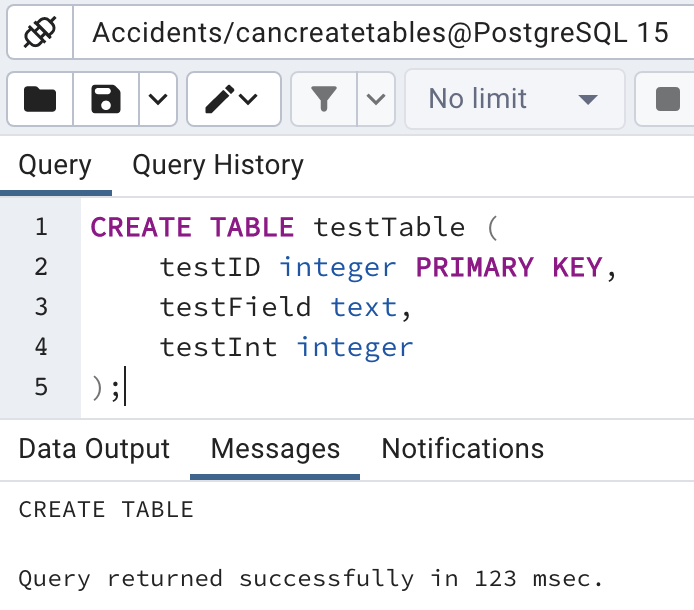 Accidents/cancreatetables@PostgreSQL 15
No limit
Query Query History
1 CREATE TABLE testTable (
2 testID integer PRIMARY KEY,
3 testField text,
4 testInt integer
5 );
Data Output Messages Notifications
CREATE TABLE
Query returned successfully in 123 msec.